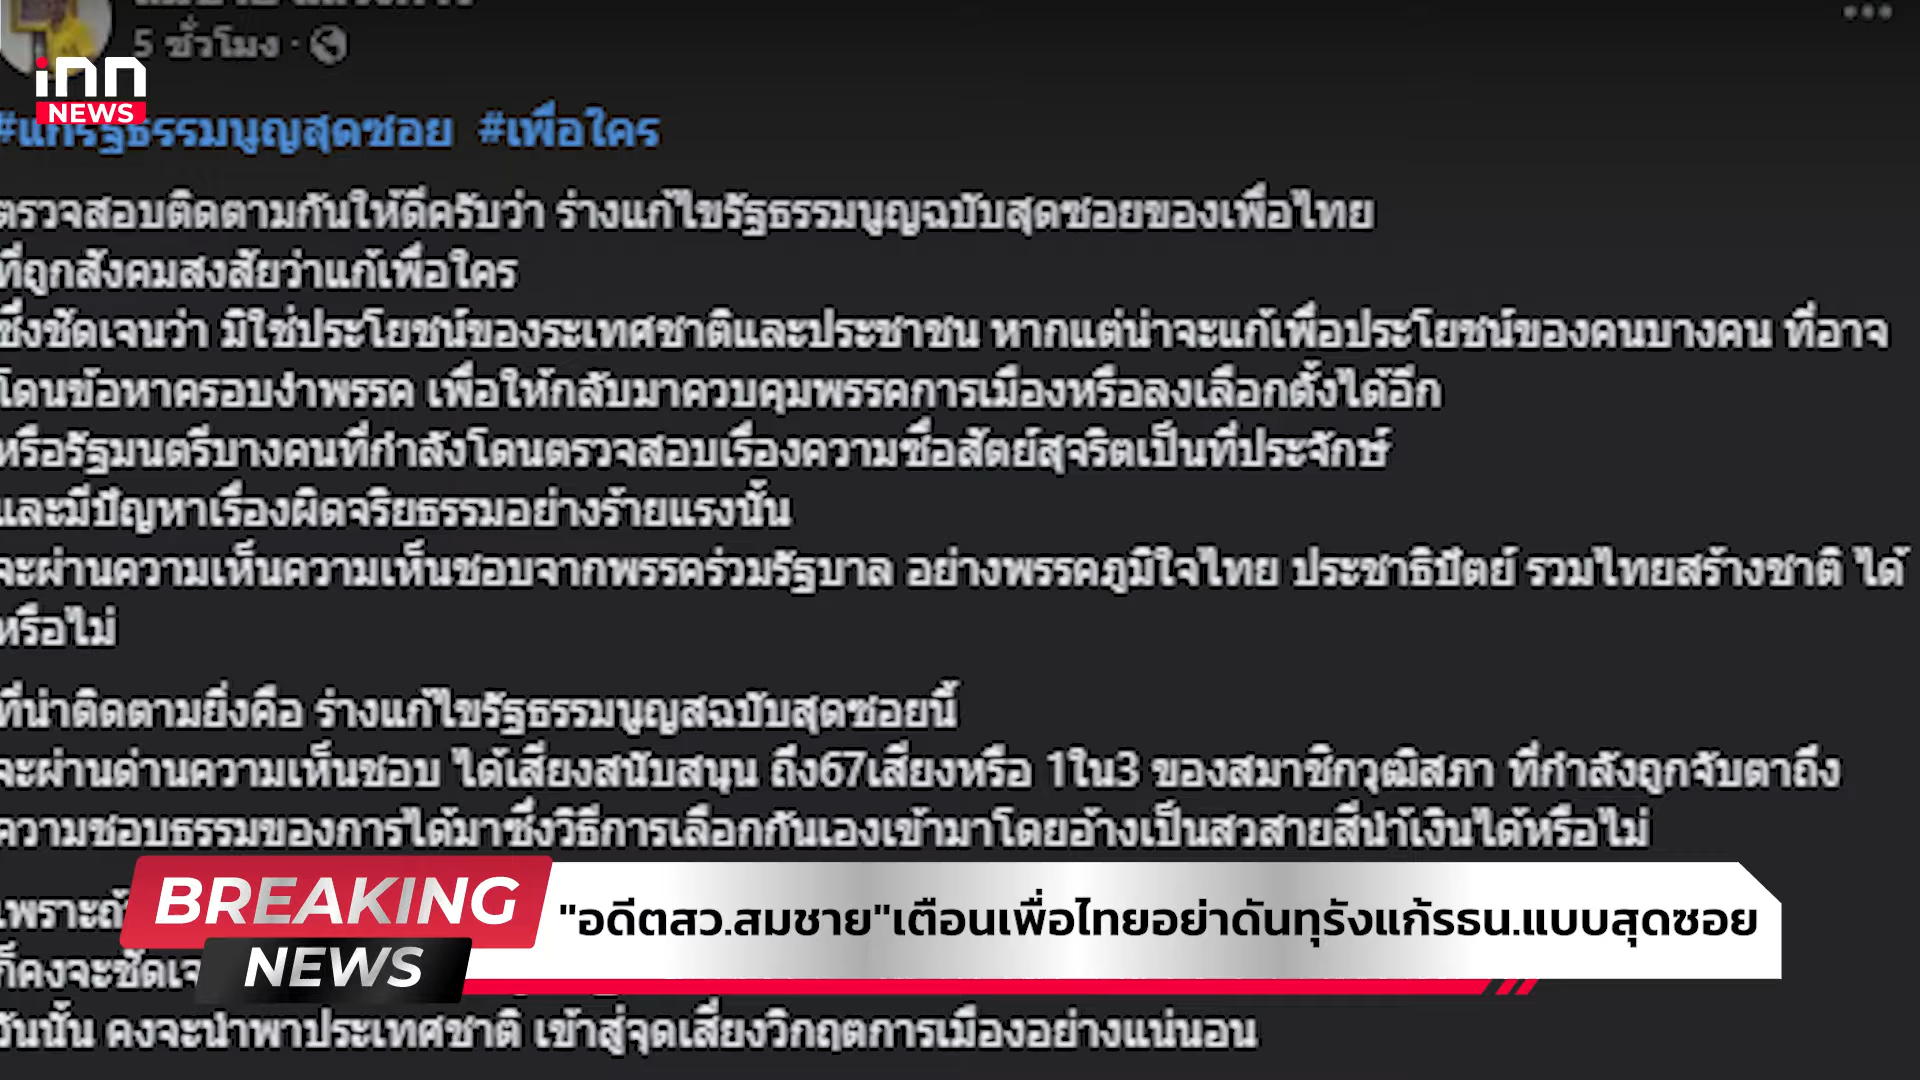 5 ชั่วโมง ·
inn
NEWS
#แก้รัฐธรรมนูญสุดซอย #เพื่อใคร
ตรวจสอบติดตามกันให้ดีครับว่า ร่างแก้ไขรัฐธรรมนูญฉบับสุดซอยของเพื่อไทย
ที่ถูกสังคมสงสัยว่าแก้เพื่อใคร
ซึ่งชัดเจนว่า มิใช่ประโยชน์ของระเทศชาติและประชาชน หากแต่น่าจะแก้เพื่อประโยชน์ของคนบางคน ที่อาจ
โดนข้อหาครอบงำพรรค เพื่อให้กลับมาควบคุมพรรคการเมืองหรือลงเลือกตั้งได้อีก
หรือรัฐมนตรีบางคนที่กำลังโดนตรวจสอบเรื่องความซื่อสัตย์สุจริตเป็นที่ประจักษ์
และมีปัญหาเรื่องผิดจริยธรรมอย่างร้ายแรงนั้น
จะผ่านความเห็นความเห็นชอบจากพรรคร่วมรัฐบาล อย่างพรรคภูมิใจไทย ประชาธิปัตย์ รวมไทยสร้างชาติ ได้
หรือไม่
ที่น่าติดตามยิ่งคือ ร่างแก้ไขรัฐธรรมนูญสฉบับสุดซอยนี้
จะผ่านด่านความเห็นชอบ ได้เสียงสนับสนุน ถึง67เสียงหรือ 1ใน3 ของสมาชิกวุฒิสภา ที่กำลังถูกจับตาถึง
ความชอบธรรมของการได้มาซึ่งวิธีการเลือกกันเองเข้ามาโดยอ้างเป็นสวสายสีน้ำเงินได้หรือไม่
เพราะถ้
ก็คงจะชัดเจ
วันนั้น คงจะนำพาประเทศชาติ เข้าสู่จุดเสี่ยงวิกฤตการเมืองอย่างแน่นอน
BREAKING
NEWS
"อดีตสว.สมชาย"เตือนเพื่อไทยอย่าดันทุรังแก้รธน.แบบสุดซอย